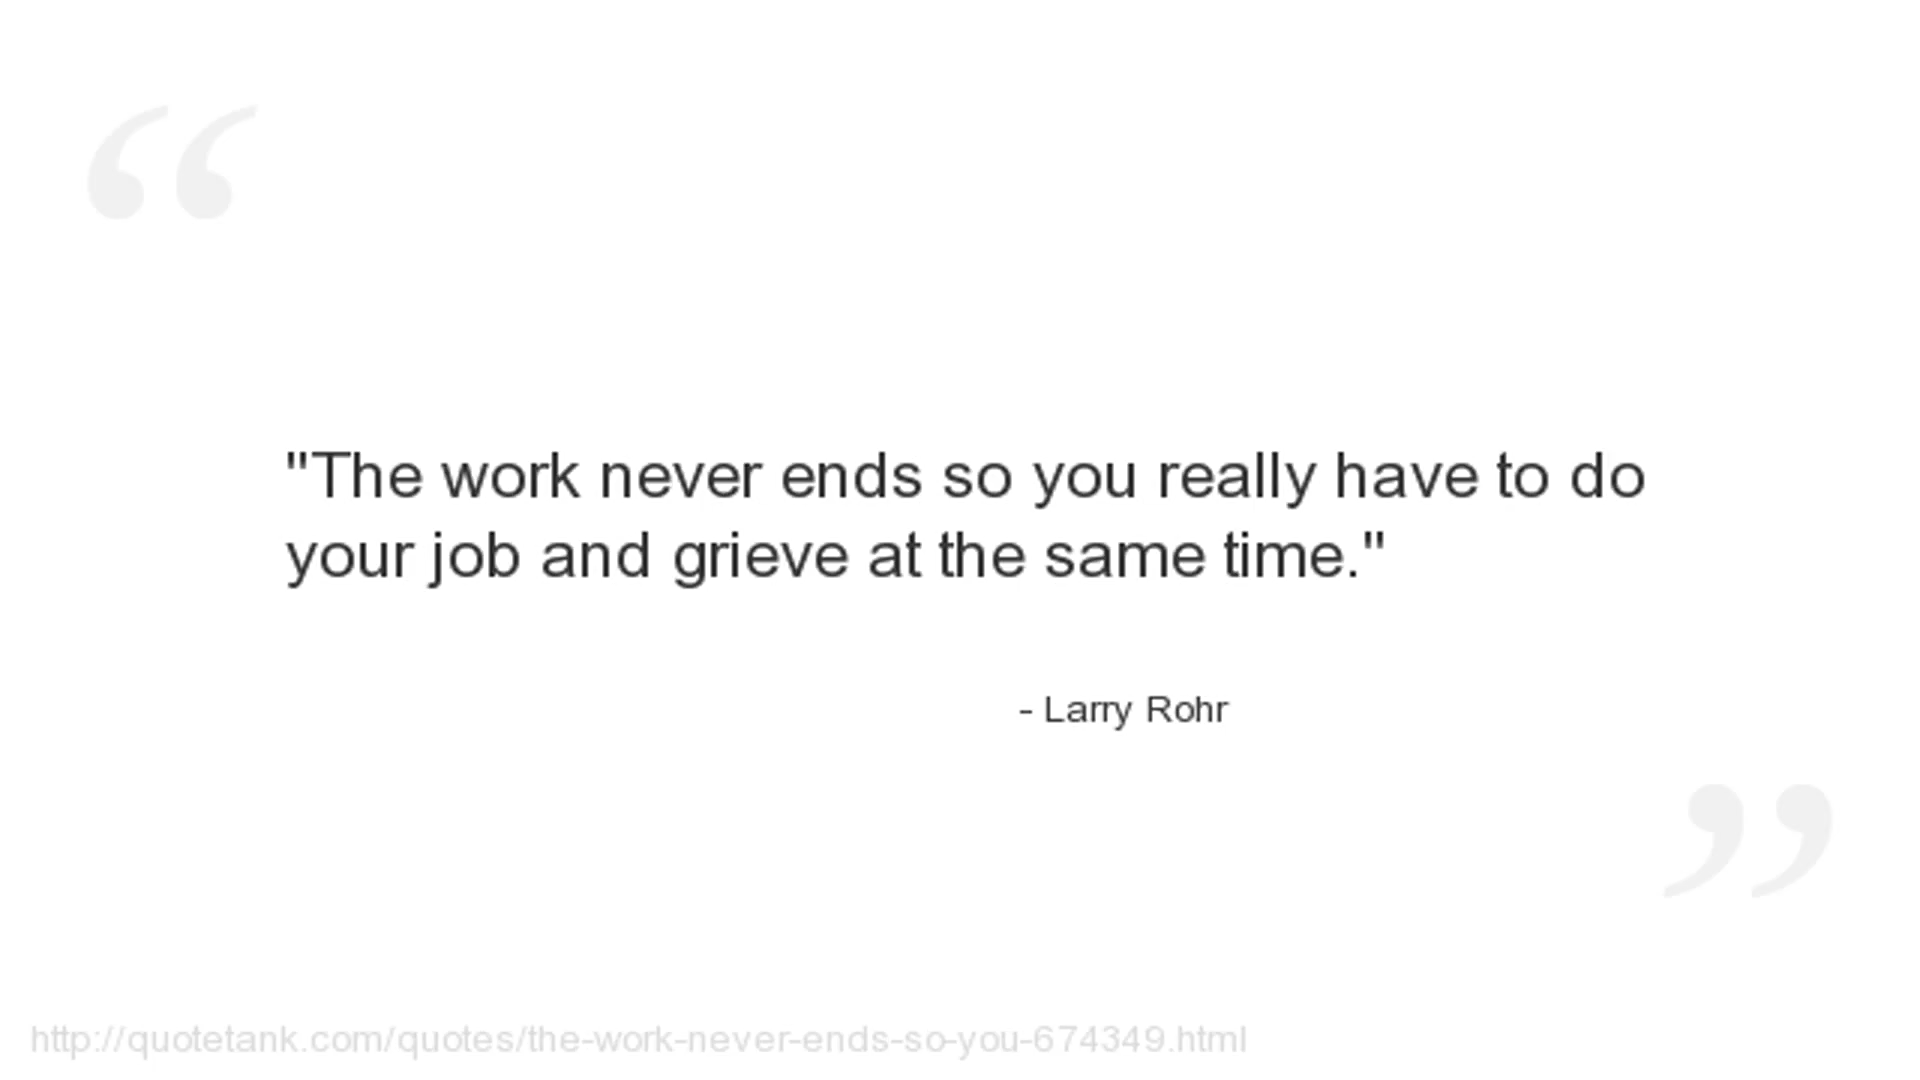 "The work never ends so you really have to do
your job and grieve at the same time."
- Larry Rohr
http://quotetank.com/quotes/the-work-never-ends-so-you-674349.html